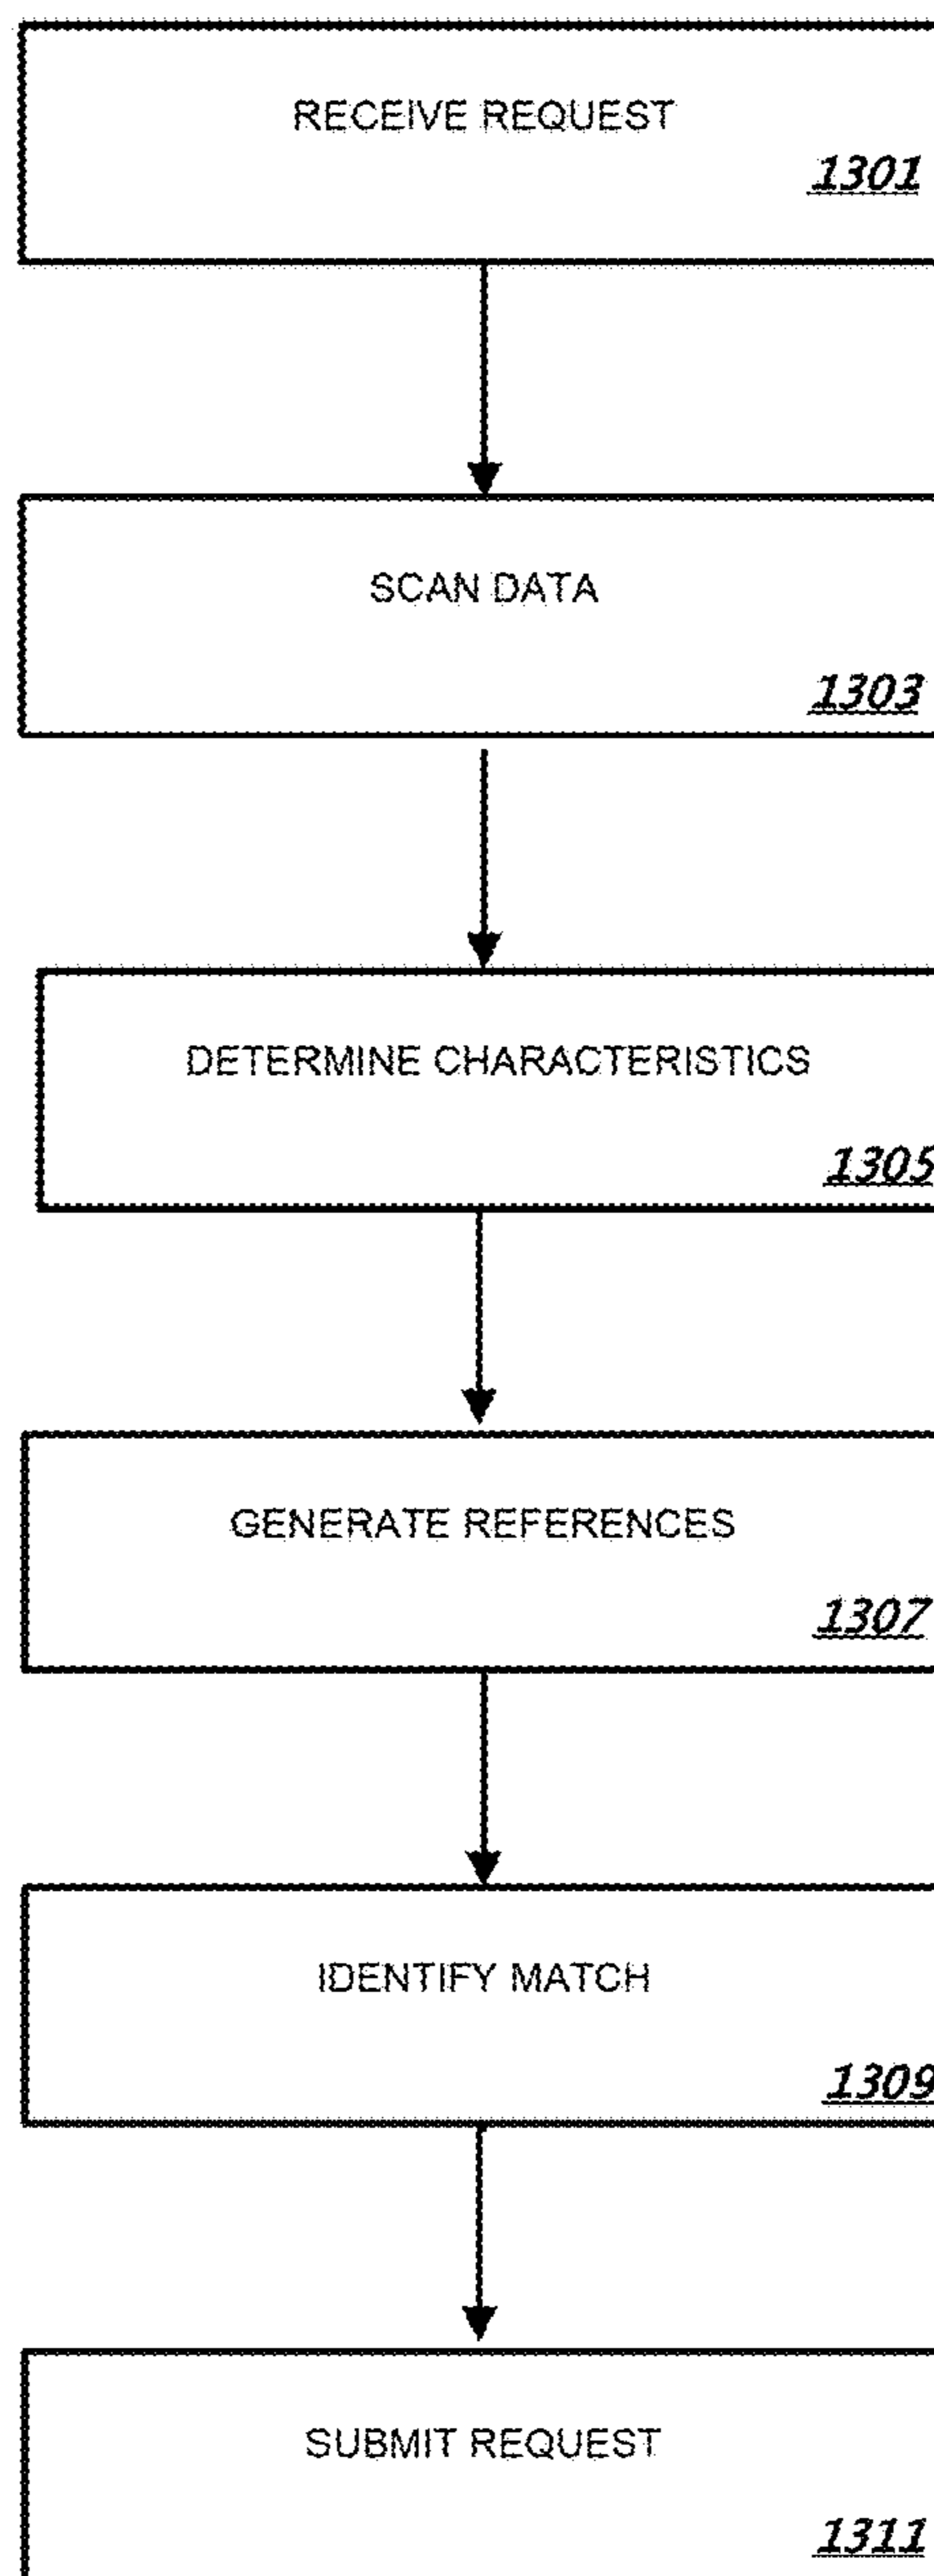 RECEIVE REQUEST
1301
SCAN DATA
1303
DETERMINE CHARACTERISTICS
1305
GENERATE REFERENCES
1307
IDENTIFY MATCH
1309
SUBMIT REQUEST
1311